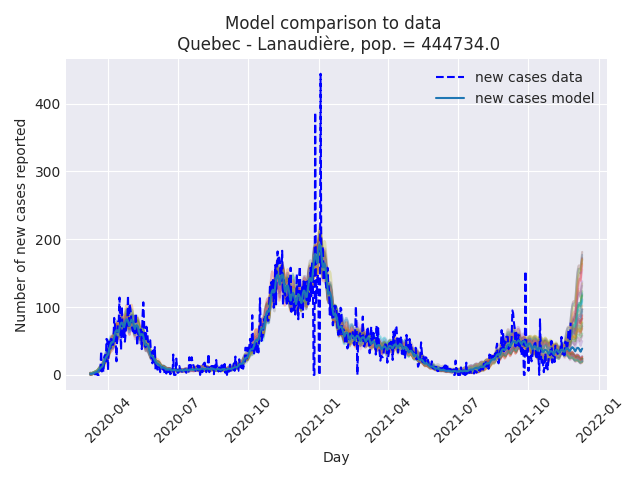 Model comparison to data
Quebec - Lanaudière, pop. = 444734.0
new cases data
new cases model
Number of new cases reported
400
300
200
100
0
2020-04
2020-07
2020-10
2021-01
2021-04
2021-07
2021-10
2022-01
Day